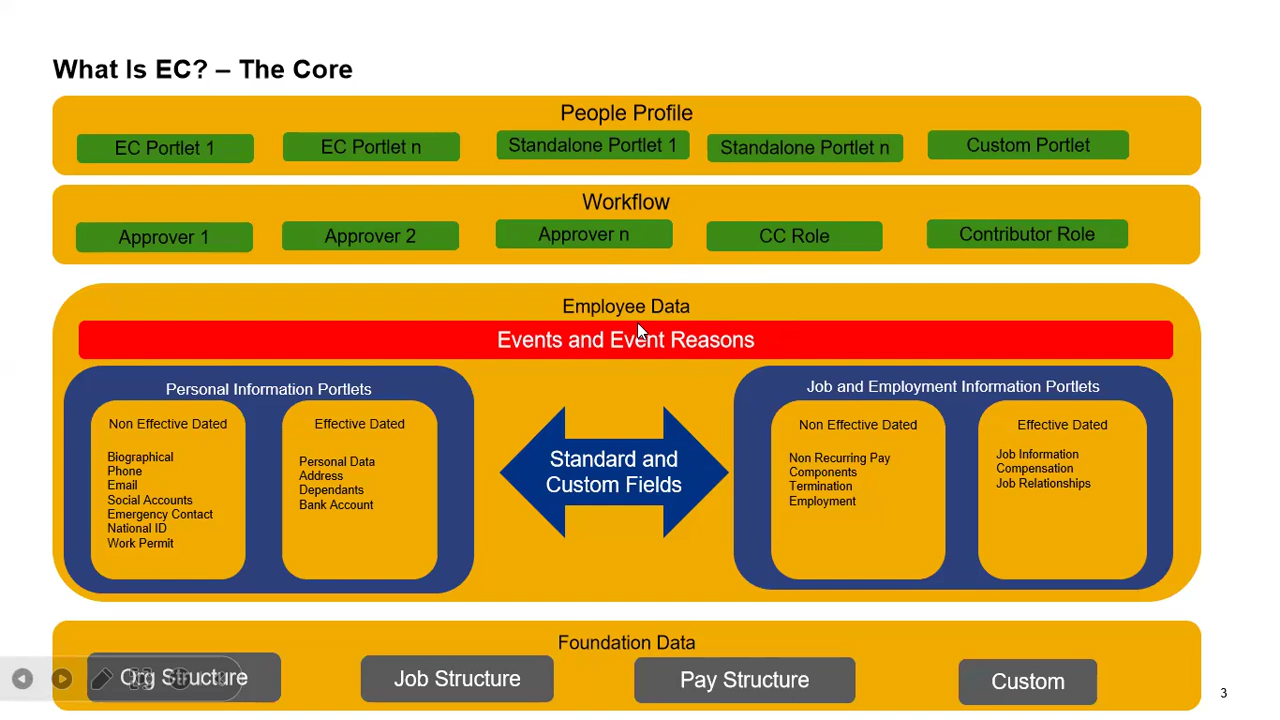 What Is EC? – The Core
People Profile
EC Portlet 1
EC Portlet n
Standalone Portlet 1
Standalone Portlet n
Custom Portlet
Workflow
Approver 1
Approver 2
Approver n
CC Role
Contributor Role
Employee Data
Events and Event Reasons
Personal Information Portlets
Non Effective Dated
Biographical
Phone
Email
Social Accounts
Emergency Contact
National ID
Work Permit
Effective Dated
Personal Data
Address
Dependants
Bank Account
Standard and
Custom Fields
Job and Employment Information Portlets
Non Effective Dated
Non Recurring Pay
Components
Termination
Employment
Effective Dated
Job Information
Compensation
Job Relationships
Foundation Data
Org Structure
Job Structure
Pay Structure
Custom
3